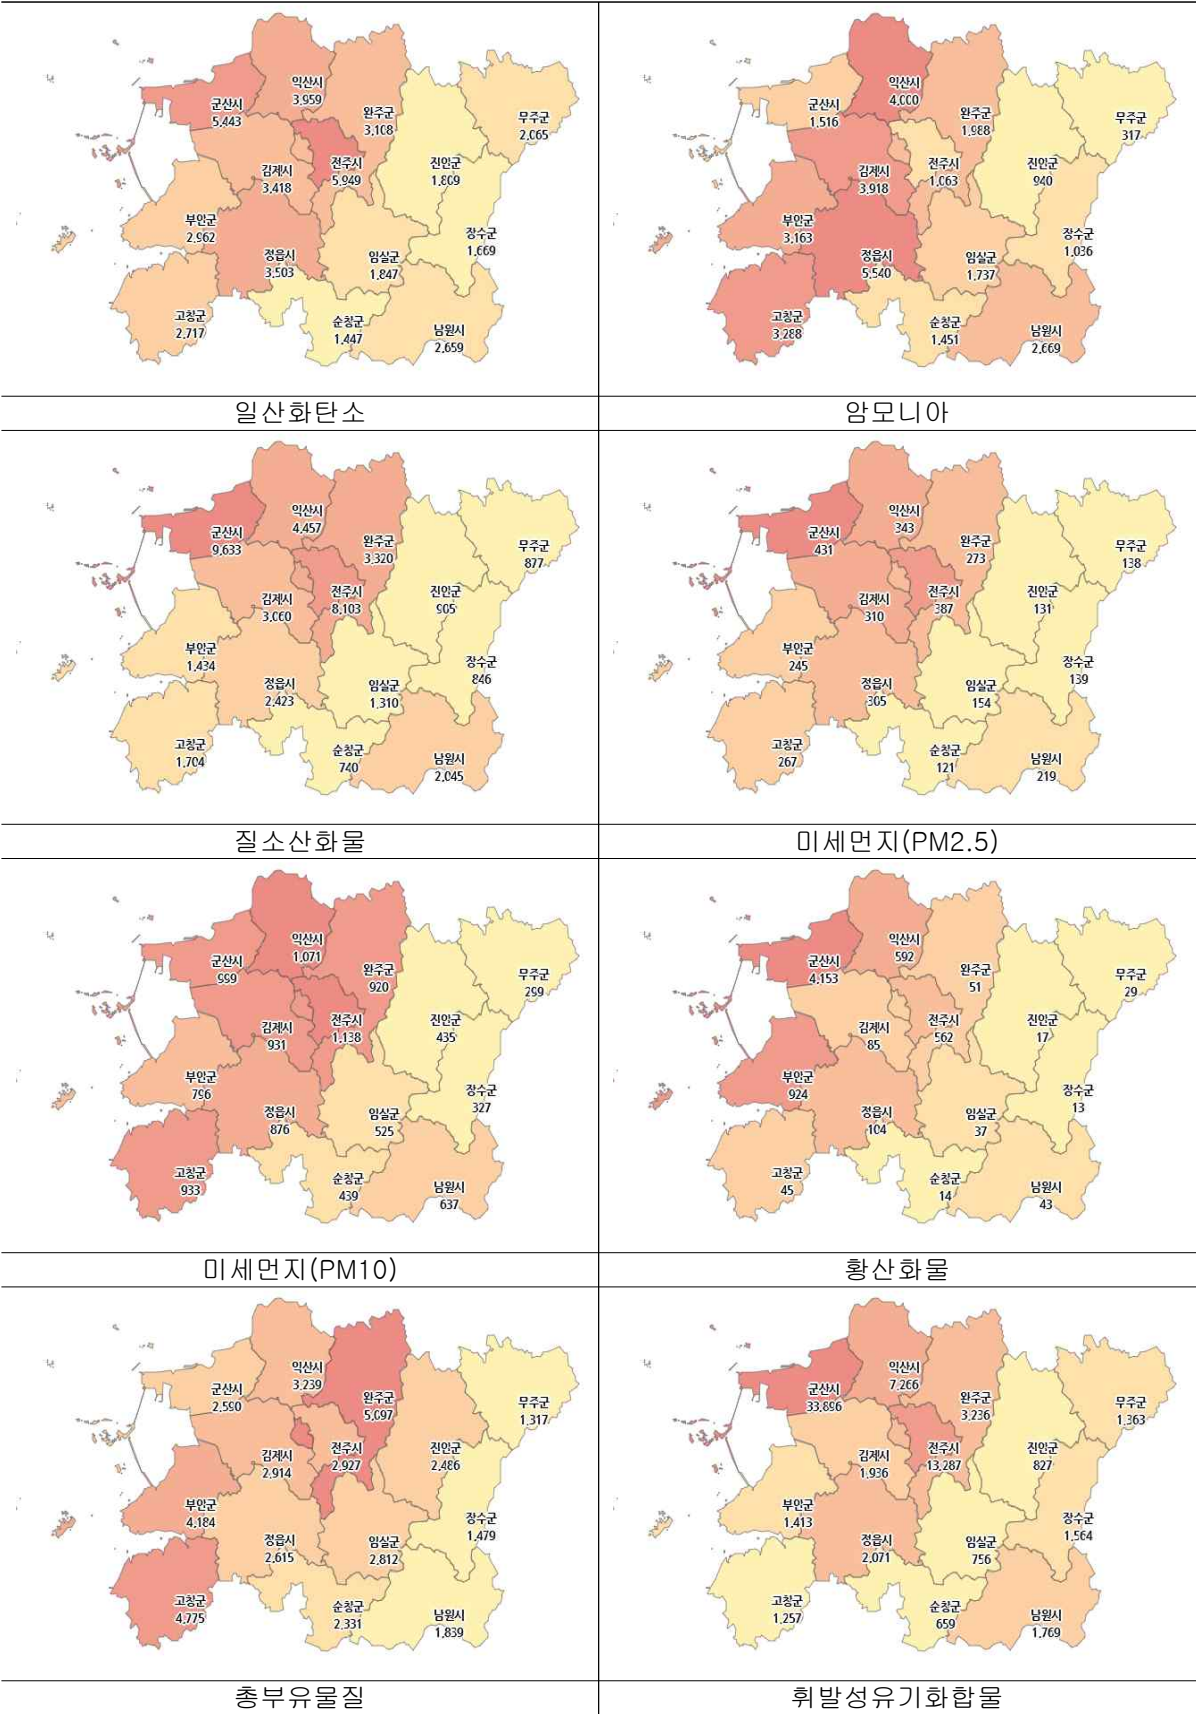 익산시
3,959
군산시
5,443
완주군
3,108
무주군
2,065
전주시
5,949
진안군
1,809
김제시
3,418
부안군
2,962
장수군
1,669
정읍시
3,503
임실군
1,847
고창군
2,717
순창군
1,447
남원시
2,659
일산화탄소
익산시
4,000
군산시
1,516
완주군
1,988
무주군
317
전주시
1,063
진안군
940
김제시
3,918
부안군
3,163
장수군
1,036
정읍시
5,540
임실군
1,737
고창군
3,288
순창군
1,451
남원시
2,669
암모니아
익산시
4,457
군산시
9,633
완주군
3,320
무주군
877
전주시
8,103
진안군
905
김제시
3,060
부안군
1,434
장수군
846
정읍시
2,423
임실군
1,310
고창군
1,704
순창군
740
남원시
2,045
질소산화물
익산시
343
군산시
431
완주군
273
무주군
138
전주시
387
진안군
131
김제시
310
부안군
245
장수군
139
정읍시
305
임실군
154
고창군
267
순창군
121
남원시
219
미세먼지(PM2.5)
익산시
1,071
군산시
999
완주군
920
무주군
299
전주시
1,138
진안군
435
김제시
931
부안군
796
장수군
327
정읍시
876
임실군
525
고창군
933
순창군
439
남원시
637
미세먼지(PM10)
익산시
592
군산시
4,153
완주군
51
무주군
29
전주시
562
진안군
17
김제시
85
부안군
924
장수군
13
정읍시
104
임실군
37
고창군
45
순창군
14
남원시
43
황산화물
익산시
3,239
군산시
2,590
완주군
5,097
무주군
1,317
전주시
2,927
진안군
2,486
김제시
2,914
부안군
4,184
장수군
1,479
정읍시
2,615
임실군
2,812
고창군
4,775
순창군
2,331
남원시
1,839
총부유물질
익산시
7,266
군산시
33,896
완주군
3,236
무주군
1,363
전주시
13,287
진안군
827
김제시
1,936
부안군
1,413
장수군
1,564
정읍시
2,071
임실군
756
고창군
1,257
순창군
659
남원시
1,769
휘발성유기화합물